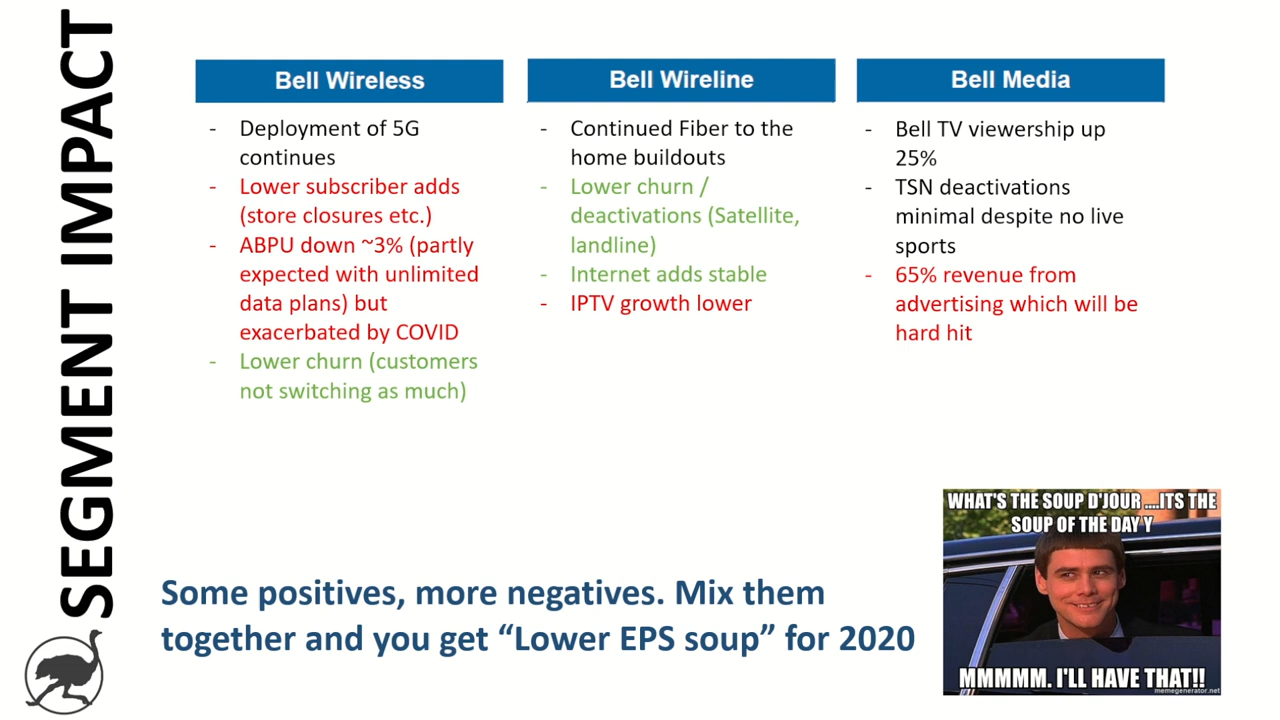 SEGMENT IMPACT
Bell Wireless
- Deployment of 5G
continues
- Lower subscriber adds
(store closures etc.)
- ABPU down ~3% (partly
expected with unlimited
data plans) but
exacerbated by COVID
- Lower churn (customers
not switching as much)
Bell Wireline
- Continued Fiber to the
home buildouts
- Lower churn /
deactivations (Satellite,
landline)
- Internet adds stable
- IPTV growth lower
Bell Media
- Bell TV viewership up
25%
- TSN deactivations
minimal despite no live
sports
- 65% revenue from
advertising which will be
hard hit
Some positives, more negatives. Mix them
together and you get “Lower EPS soup” for 2020
WHAT'S THE SOUP D'JOUR ....ITS THE
SOUP OF THE DAY Y
MMMMM. I'LL HAVE THAT!!
memegenerator.net